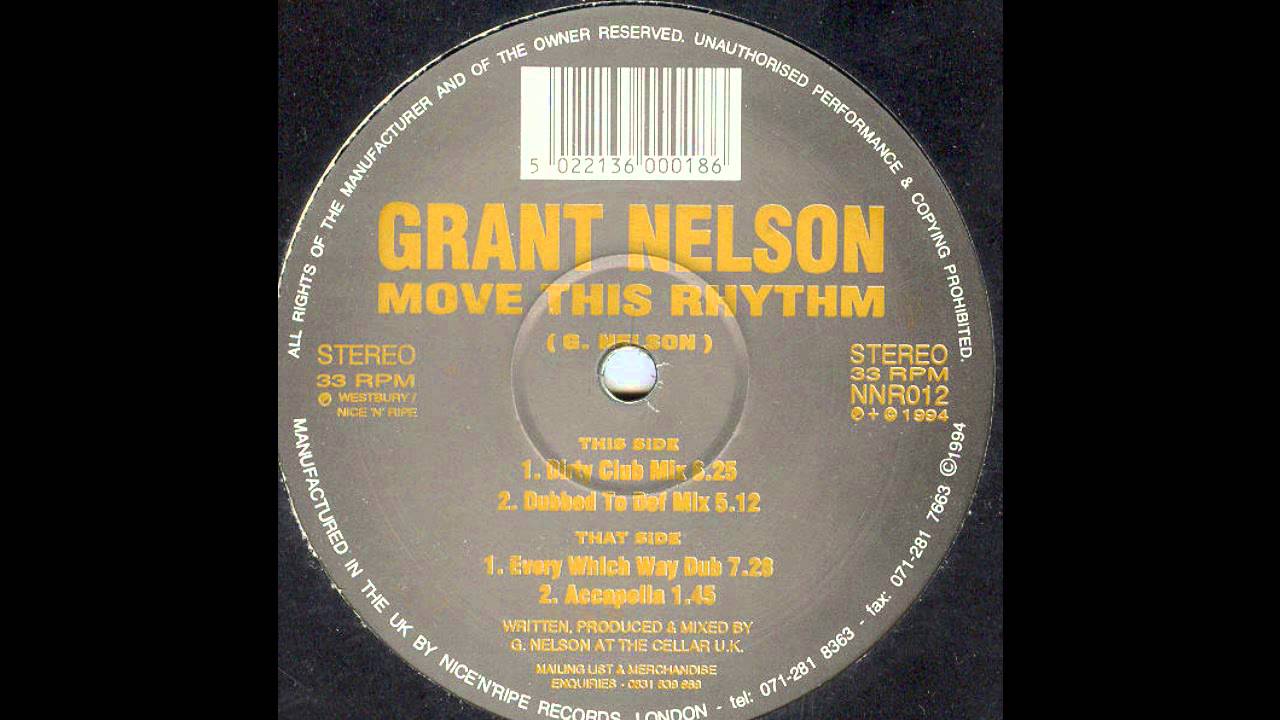 ALL RIGHTS OF THE MANUFACTURER AND OF THE OWNER RESERVED. UNAUTHORISED PERFORMANCE & COPYING PROHIBITED.
5 022136 000186
GRANT NELSON
MOVE THIS RHYTHM
( G. NELSON )
STEREO
33 RPM
Ⓟ WESTBURY /
NICE 'N' RIPE
STEREO
33 RPM
NNR012
Ⓟ + © 1994
THIS SIDE
1. Dirty Club Mix 6.25
2. Dubbed To Def Mix 5.12
THAT SIDE
1. Every Which Way Dub 7.28
2. Accapella 1.45
WRITTEN, PRODUCED & MIXED BY
G. NELSON AT THE CELLAR U.K.
MAILING LIST & MERCHANDISE
ENQUIRIES -
MANUFACTURED IN THE UK BY NICE'N'RIPE RECORDS, LONDON - tel: 071-281 8363 - fax: 071-281 7663 ©1994